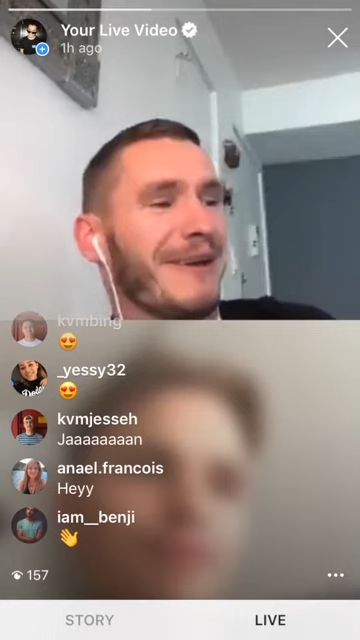 Your Live Video
1h ago
kvmbing
😍
_yessy32
😍
kvmjesseh
Jaaaaaaaan
anael.francois
Heyy
iam__benji
👋
157
STORY
LIVE